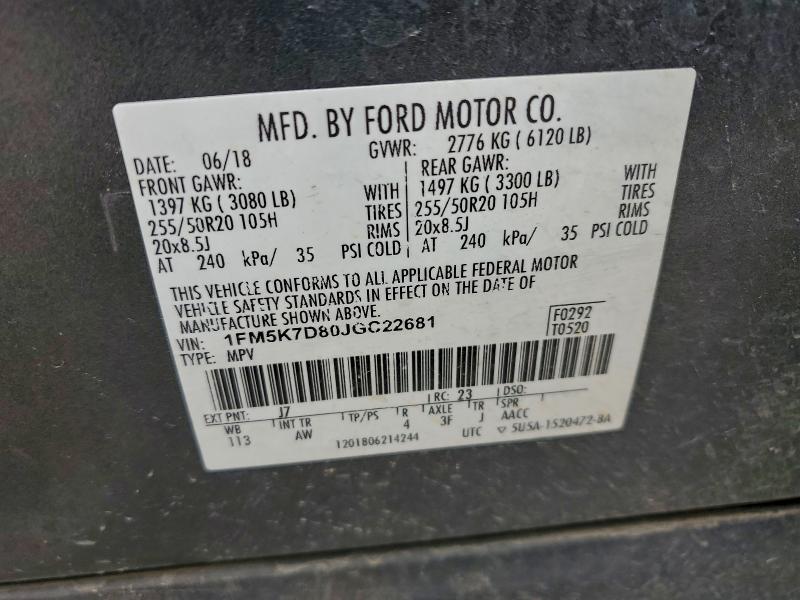 MFD. BY FORD MOTOR CO.
DATE: 06/18 GVWR: 2776 KG ( 6120 LB)
FRONT GAWR: REAR GAWR:
1397 KG ( 3080 LB) WITH 1497 KG ( 3300 LB) WITH
255/50R20 105H TIRES 255/50R20 105H TIRES
20x8.5J RIMS 20x8.5J RIMS
AT 240 kPa/ 35 PSI COLD AT 240 kPa/ 35 PSI COLD
THIS VEHICLE CONFORMS TO ALL APPLICABLE FEDERAL MOTOR
VEHICLE SAFETY STANDARDS IN EFFECT ON THE DATE OF
MANUFACTURE SHOWN ABOVE.
VIN: 1FM5K7D80JGC22681 F0292
TYPE: MPV T0520
EXT PNT: J7 RC: 23 DSO:
WB INT TR TP/PS R AXLE TR SPR
113 AW 4 3F J AACC
1201806214244 UTC ▽ 5U5A-1520472-BA